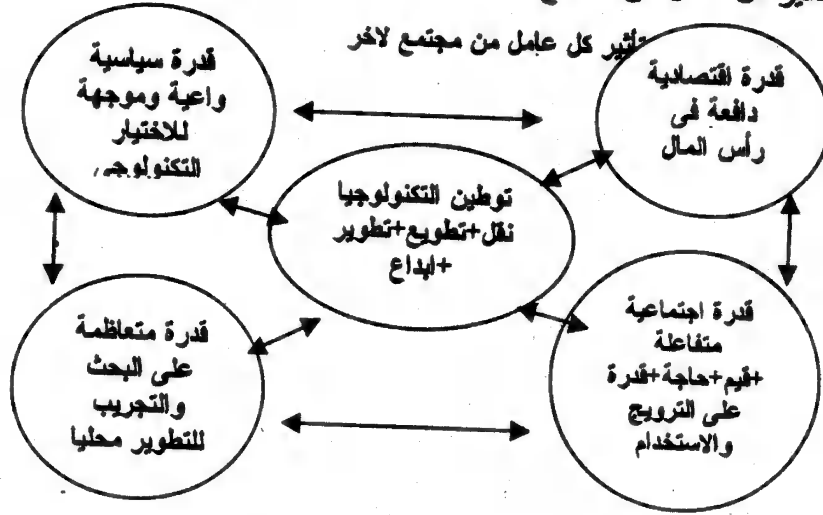 تأثير كل عامل من مجتمع لاخر
قدرة اقتصادية
دافعة فى
رأس المال
قدرة سياسية
واعية وموجهة
للاختيار
التكنولوجى
توطين التكنولوجيا
نقل+تطويع+تطوير
+ابداع
قدرة اجتماعية
متفاعلة
+قيم+حاجة+قدرة
على الترويج
والاستخدام
قدرة متعاظمة
على البحث
والتجريب
للتطوير محليا